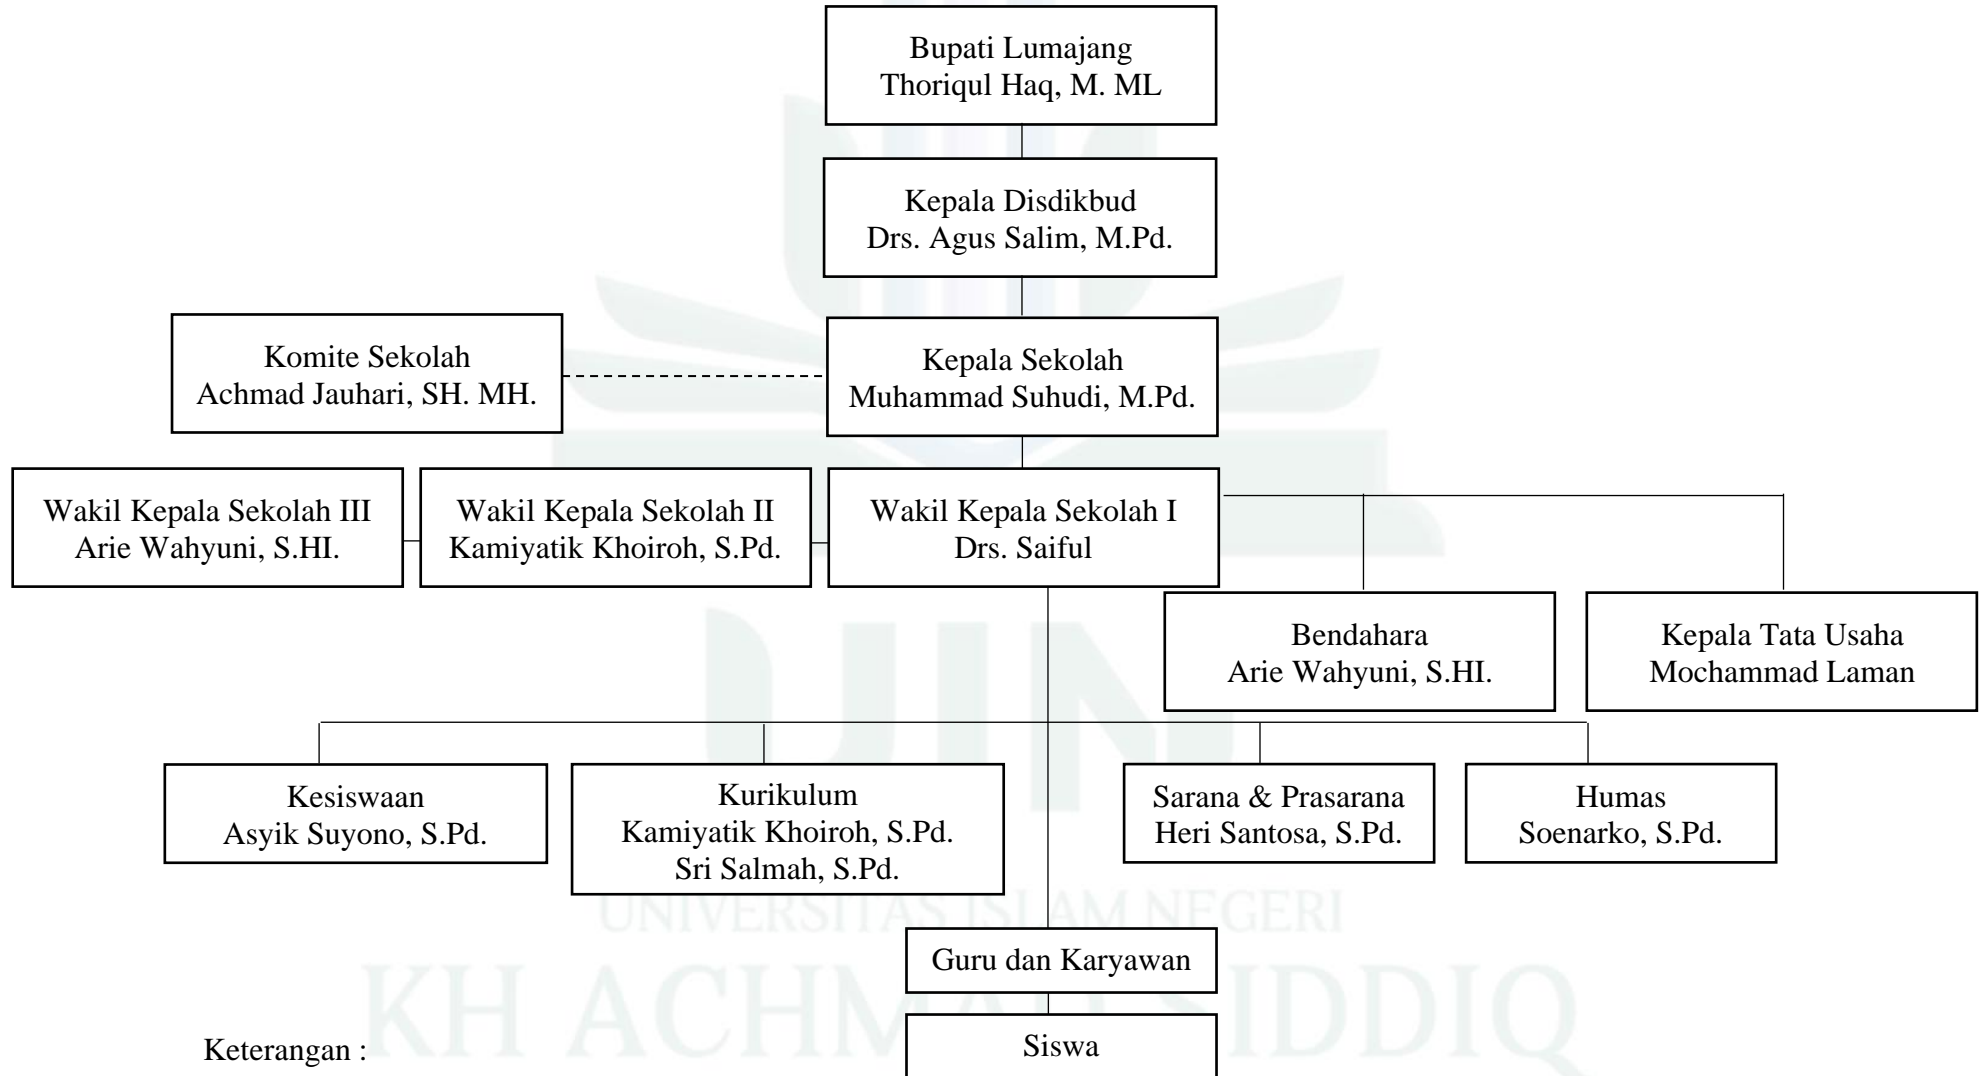 Bupati Lumajang
Thoriqul Haq, M. ML
Kepala Disdikbud
Drs. Agus Salim, M.Pd.
Komite Sekolah
Achmad Jauhari, SH. MH.
Kepala Sekolah
Muhammad Suhudi, M.Pd.
Wakil Kepala Sekolah III
Arie Wahyuni, S.HI.
Wakil Kepala Sekolah II
Kamiyatik Khoiroh, S.Pd.
Wakil Kepala Sekolah I
Drs. Saiful
Bendahara
Arie Wahyuni, S.HI.
Kepala Tata Usaha
Mochammad Laman
Kesiswaan
Asyik Suyono, S.Pd.
Kurikulum
Kamiyatik Khoiroh, S.Pd.
Sri Salmah, S.Pd.
Sarana & Prasarana
Heri Santosa, S.Pd.
Humas
Soenarko, S.Pd.
Guru dan Karyawan
Siswa
Keterangan :
UIN
UNIVERSITAS ISLAM NEGERI
KH ACHMAD SIDDIQ